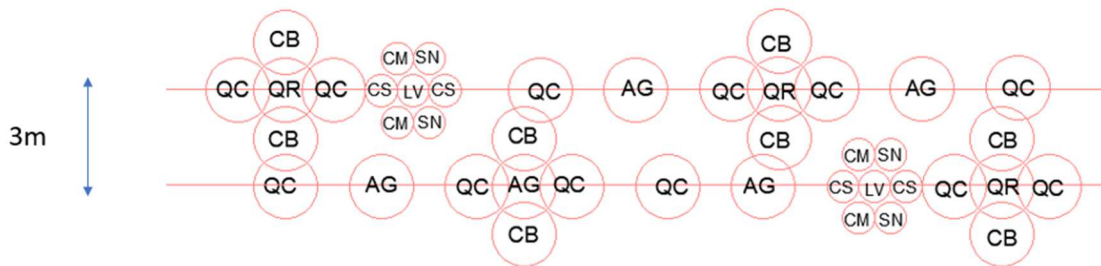 CB CB
CM SN
QC QR QC CS LV CS QC AG QC QR QC AG QC
CM SN
3m
CB CB CB CB
CM SN
QC AG QC AG QC QC AG CS LV CS QC QR QC
CM SN
CB CB